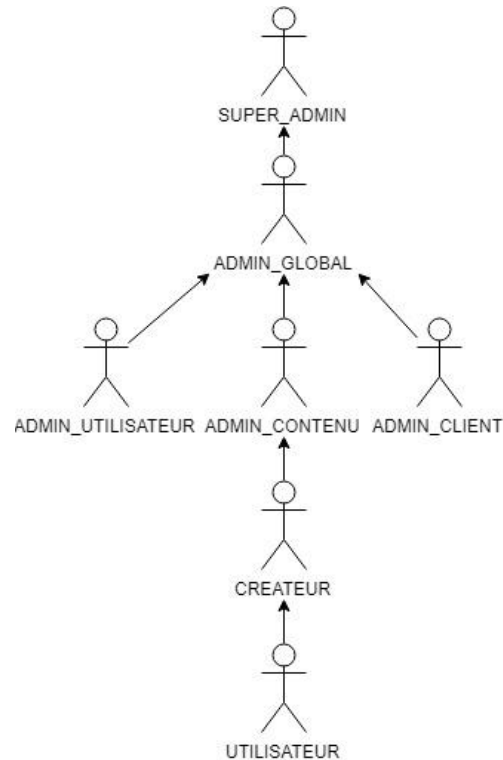 SUPER_ADMIN
ADMIN_GLOBAL
ADMIN_UTILISATEUR ADMIN_CONTENU ADMIN_CLIENT
CREATEUR
UTILISATEUR